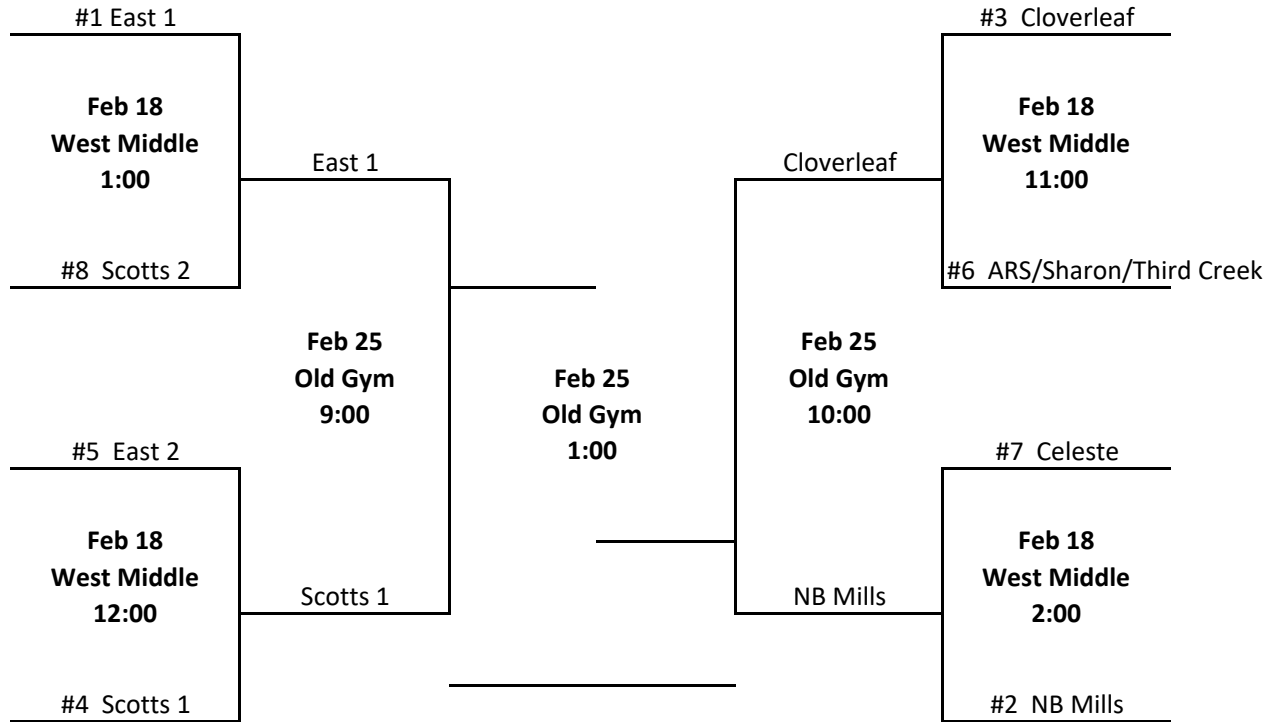 #1 East 1
#3  Cloverleaf
Feb 18
West Middle
1:00
Feb 18
West Middle
11:00
East 1
Cloverleaf
#8  Scotts 2
#6  ARS/Sharon/Third Creek
Feb 25
Old Gym
9:00
Feb 25
Old Gym
1:00
Feb 25
Old Gym
10:00
#5  East 2
#7  Celeste
Feb 18
West Middle
12:00
Feb 18
West Middle
2:00
Scotts 1
NB Mills
#4  Scotts 1
#2  NB Mills